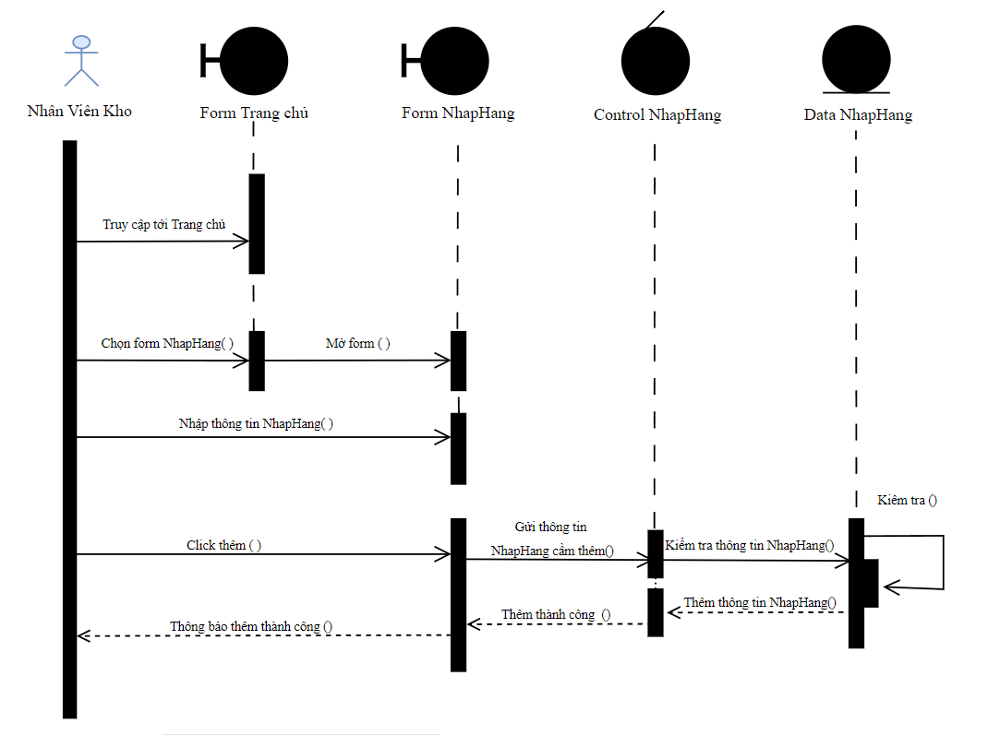 Nhân Viên Kho
Form Trang chủ
Form NhapHang
Control NhapHang
Data NhapHang
Truy cập tới Trang chủ
Chọn form NhapHang( )
Mở form ( )
Nhập thông tin NhapHang( )
Kiêm tra ()
Click thêm ( )
Gửi thông tin
NhapHang cầm thêm()
Kiểm tra thông tin NhapHang()
Thêm thông tin NhapHang()
Thêm thành công  ()
Thông báo thêm thành công ()